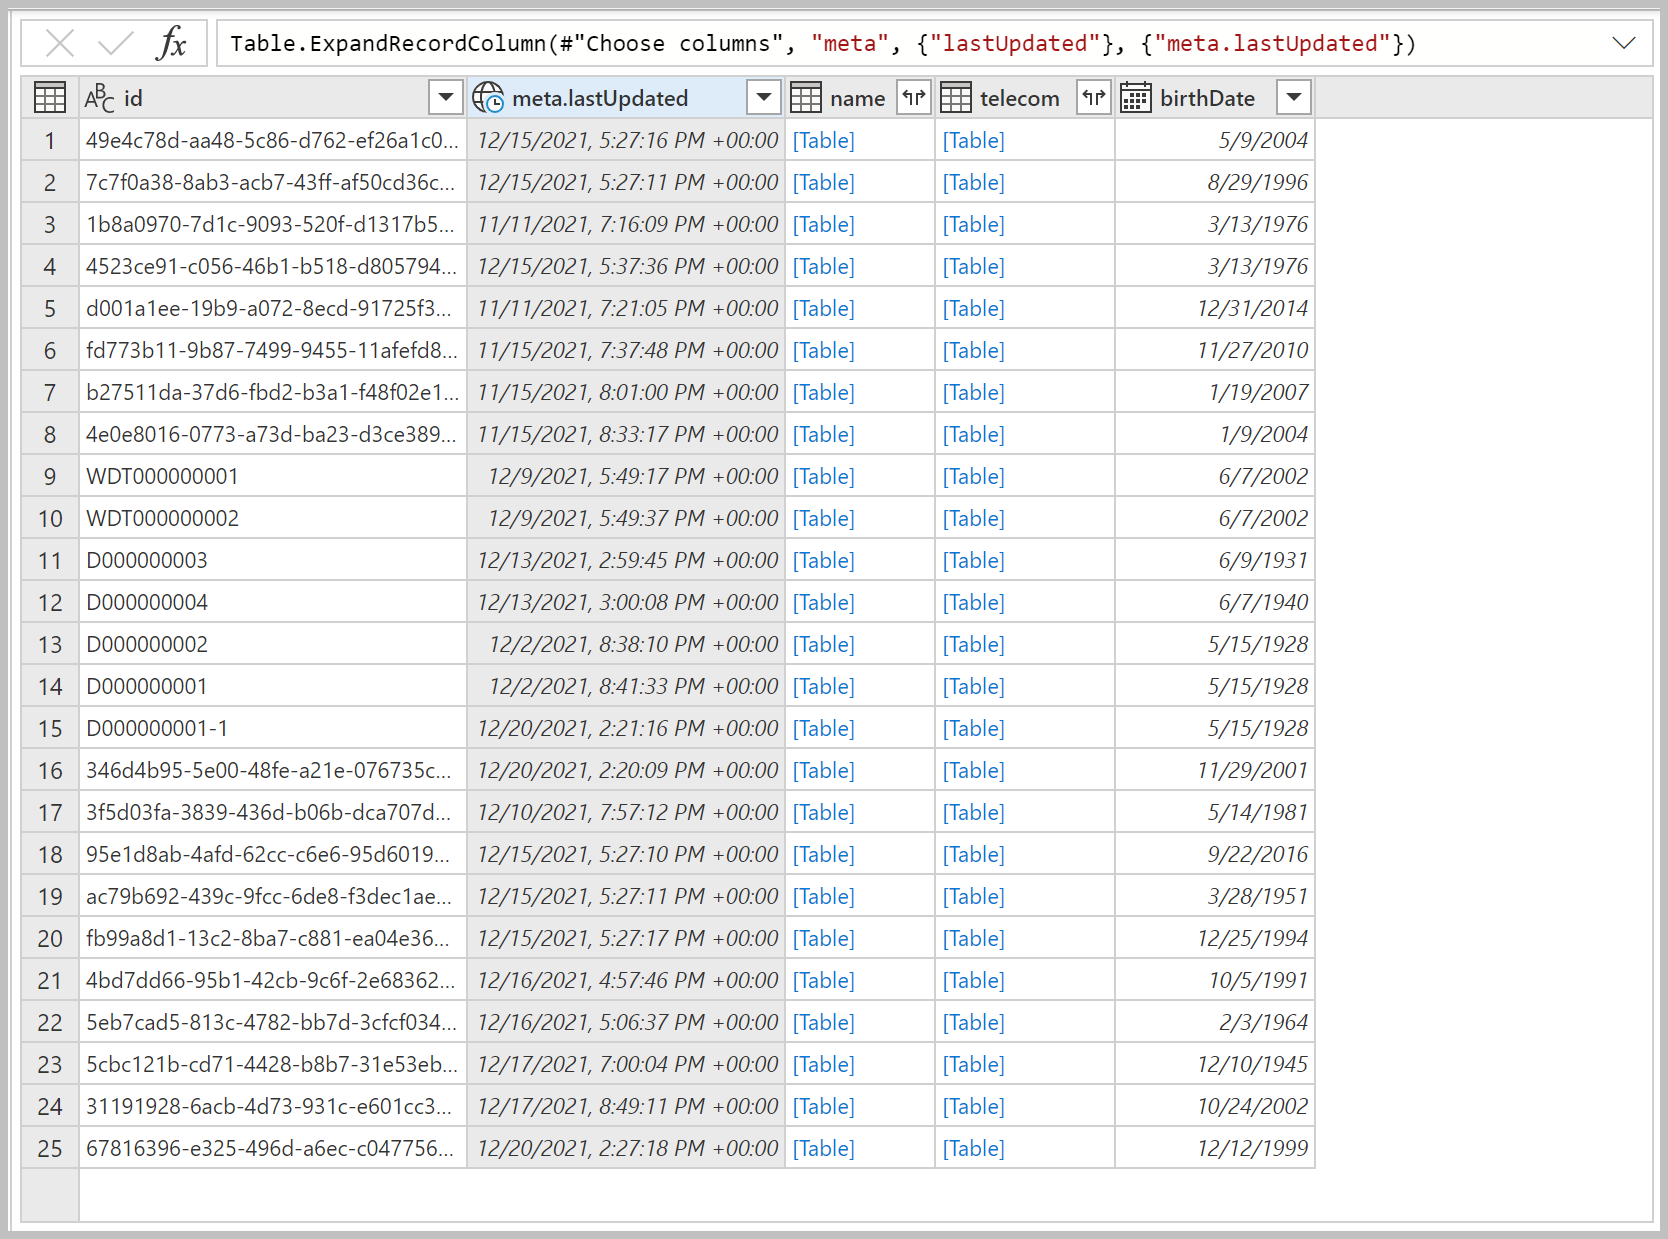 fx Table.ExpandRecordColumn(#"Choose columns", "meta", {"lastUpdated"}, {"meta.lastUpdated"})
ABC id meta.lastUpdated name telecom birthDate
1 49e4c78d-aa48-5c86-d762-ef26a1c0... 12/15/2021, 5:27:16 PM +00:00 [Table] [Table] 5/9/2004
2 7c7f0a38-8ab3-acb7-43ff-af50cd36c... 12/15/2021, 5:27:11 PM +00:00 [Table] [Table] 8/29/1996
3 1b8a0970-7d1c-9093-520f-d1317b5... 11/11/2021, 7:16:09 PM +00:00 [Table] [Table] 3/13/1976
4 4523ce91-c056-46b1-b518-d805794... 12/15/2021, 5:37:36 PM +00:00 [Table] [Table] 3/13/1976
5 d001a1ee-19b9-a072-8ecd-91725f3... 11/11/2021, 7:21:05 PM +00:00 [Table] [Table] 12/31/2014
6 fd773b11-9b87-7499-9455-11afefd8... 11/15/2021, 7:37:48 PM +00:00 [Table] [Table] 11/27/2010
7 b27511da-37d6-fbd2-b3a1-f48f02e1... 11/15/2021, 8:01:00 PM +00:00 [Table] [Table] 1/19/2007
8 4e0e8016-0773-a73d-ba23-d3ce389... 11/15/2021, 8:33:17 PM +00:00 [Table] [Table] 1/9/2004
9 WDT000000001 12/9/2021, 5:49:17 PM +00:00 [Table] [Table] 6/7/2002
10 WDT000000002 12/9/2021, 5:49:37 PM +00:00 [Table] [Table] 6/7/2002
11 D000000003 12/13/2021, 2:59:45 PM +00:00 [Table] [Table] 6/9/1931
12 D000000004 12/13/2021, 3:00:08 PM +00:00 [Table] [Table] 6/7/1940
13 D000000002 12/2/2021, 8:38:10 PM +00:00 [Table] [Table] 5/15/1928
14 D000000001 12/2/2021, 8:41:33 PM +00:00 [Table] [Table] 5/15/1928
15 D000000001-1 12/20/2021, 2:21:16 PM +00:00 [Table] [Table] 5/15/1928
16 346d4b95-5e00-48fe-a21e-076735c... 12/20/2021, 2:20:09 PM +00:00 [Table] [Table] 11/29/2001
17 3f5d03fa-3839-436d-b06b-dca707d... 12/10/2021, 7:57:12 PM +00:00 [Table] [Table] 5/14/1981
18 95e1d8ab-4afd-62cc-c6e6-95d6019... 12/15/2021, 5:27:10 PM +00:00 [Table] [Table] 9/22/2016
19 ac79b692-439c-9fcc-6de8-f3dec1ae... 12/15/2021, 5:27:11 PM +00:00 [Table] [Table] 3/28/1951
20 fb99a8d1-13c2-8ba7-c881-ea04e36... 12/15/2021, 5:27:17 PM +00:00 [Table] [Table] 12/25/1994
21 4bd7dd66-95b1-42cb-9c6f-2e68362... 12/16/2021, 4:57:46 PM +00:00 [Table] [Table] 10/5/1991
22 5eb7cad5-813c-4782-bb7d-3cfcf034... 12/16/2021, 5:06:37 PM +00:00 [Table] [Table] 2/3/1964
23 5cbc121b-cd71-4428-b8b7-31e53eb... 12/17/2021, 7:00:04 PM +00:00 [Table] [Table] 12/10/1945
24 31191928-6acb-4d73-931c-e601cc3... 12/17/2021, 8:49:11 PM +00:00 [Table] [Table] 10/24/2002
25 67816396-e325-496d-a6ec-c047756... 12/20/2021, 2:27:18 PM +00:00 [Table] [Table] 12/12/1999